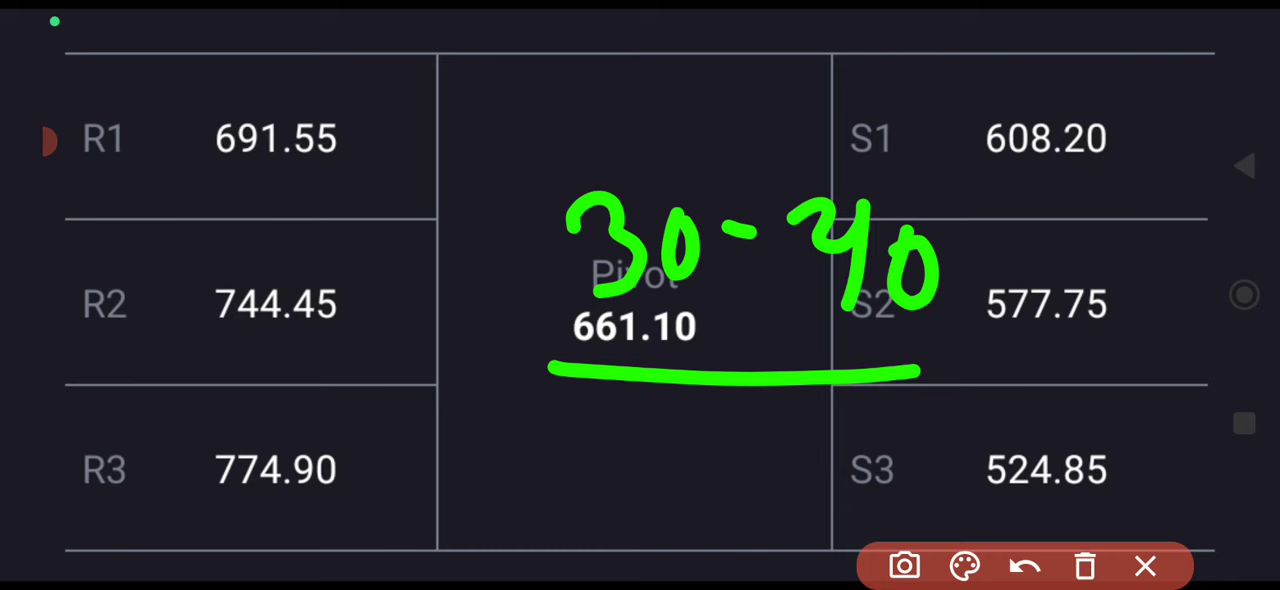 R1 691.55
S1 608.20
30-40
Pivot
R2 744.45
661.10
S2 577.75
R3 774.90
S3 524.85